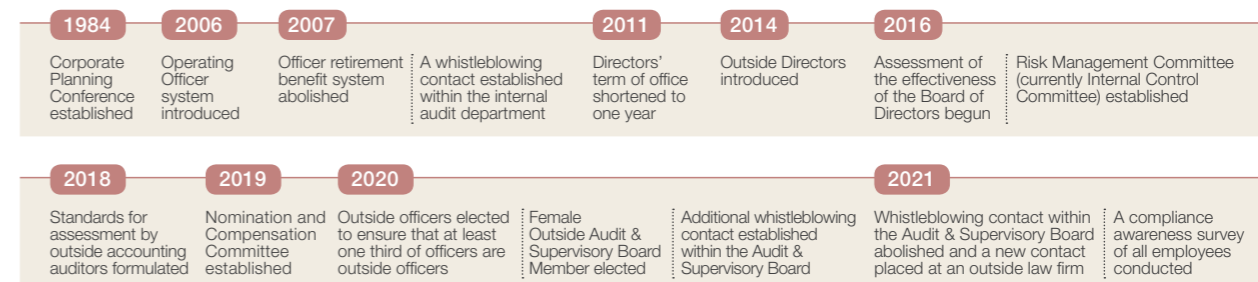 1984
Corporate
Planning
Conference
established
2006
Operating
Officer
system
introduced
2007
Officer retirement
benefit system
abolished
A whistleblowing
contact established
within the internal
audit department
2011
Directors’
term of office
shortened to
one year
2014
Outside Directors
introduced
2016
Assessment of
the effectiveness
of the Board of
Directors begun
Risk Management Committee
(currently Internal Control
Committee) established
2018
Standards for
assessment by
outside accounting
auditors formulated
2019
Nomination and
Compensation
Committee
established
2020
Outside officers elected
to ensure that at least
one third of officers are
outside officers
Female
Outside Audit &
Supervisory Board
Member elected
Additional whistleblowing
contact established
within the Audit &
Supervisory Board
2021
Whistleblowing contact within
the Audit & Supervisory Board
abolished and a new contact
placed at an outside law firm
A compliance
awareness survey
of all employees
conducted